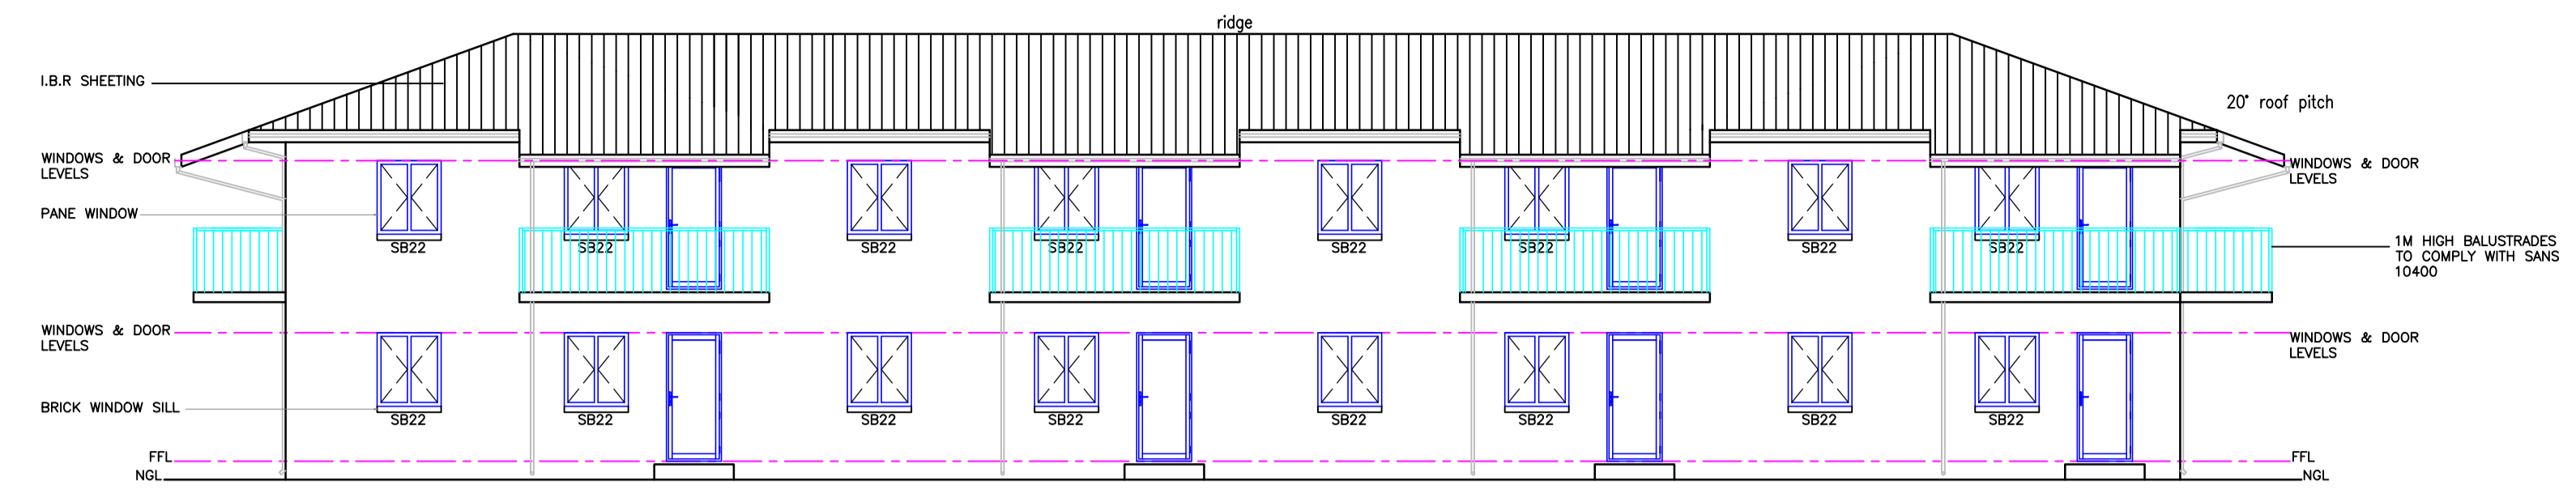 ridge
I.B.R SHEETING
20° roof pitch
WINDOWS & DOOR
LEVELS
WINDOWS & DOOR
LEVELS
PANE WINDOW
SB22
SB22
SB22
SB22
SB22
SB22
SB22
SB22
1M HIGH BALUSTRADES
TO COMPLY WITH SANS
10400
WINDOWS & DOOR
LEVELS
WINDOWS & DOOR
LEVELS
BRICK WINDOW SILL
SB22
SB22
SB22
SB22
SB22
SB22
SB22
SB22
FFL
FFL
NGL
NGL